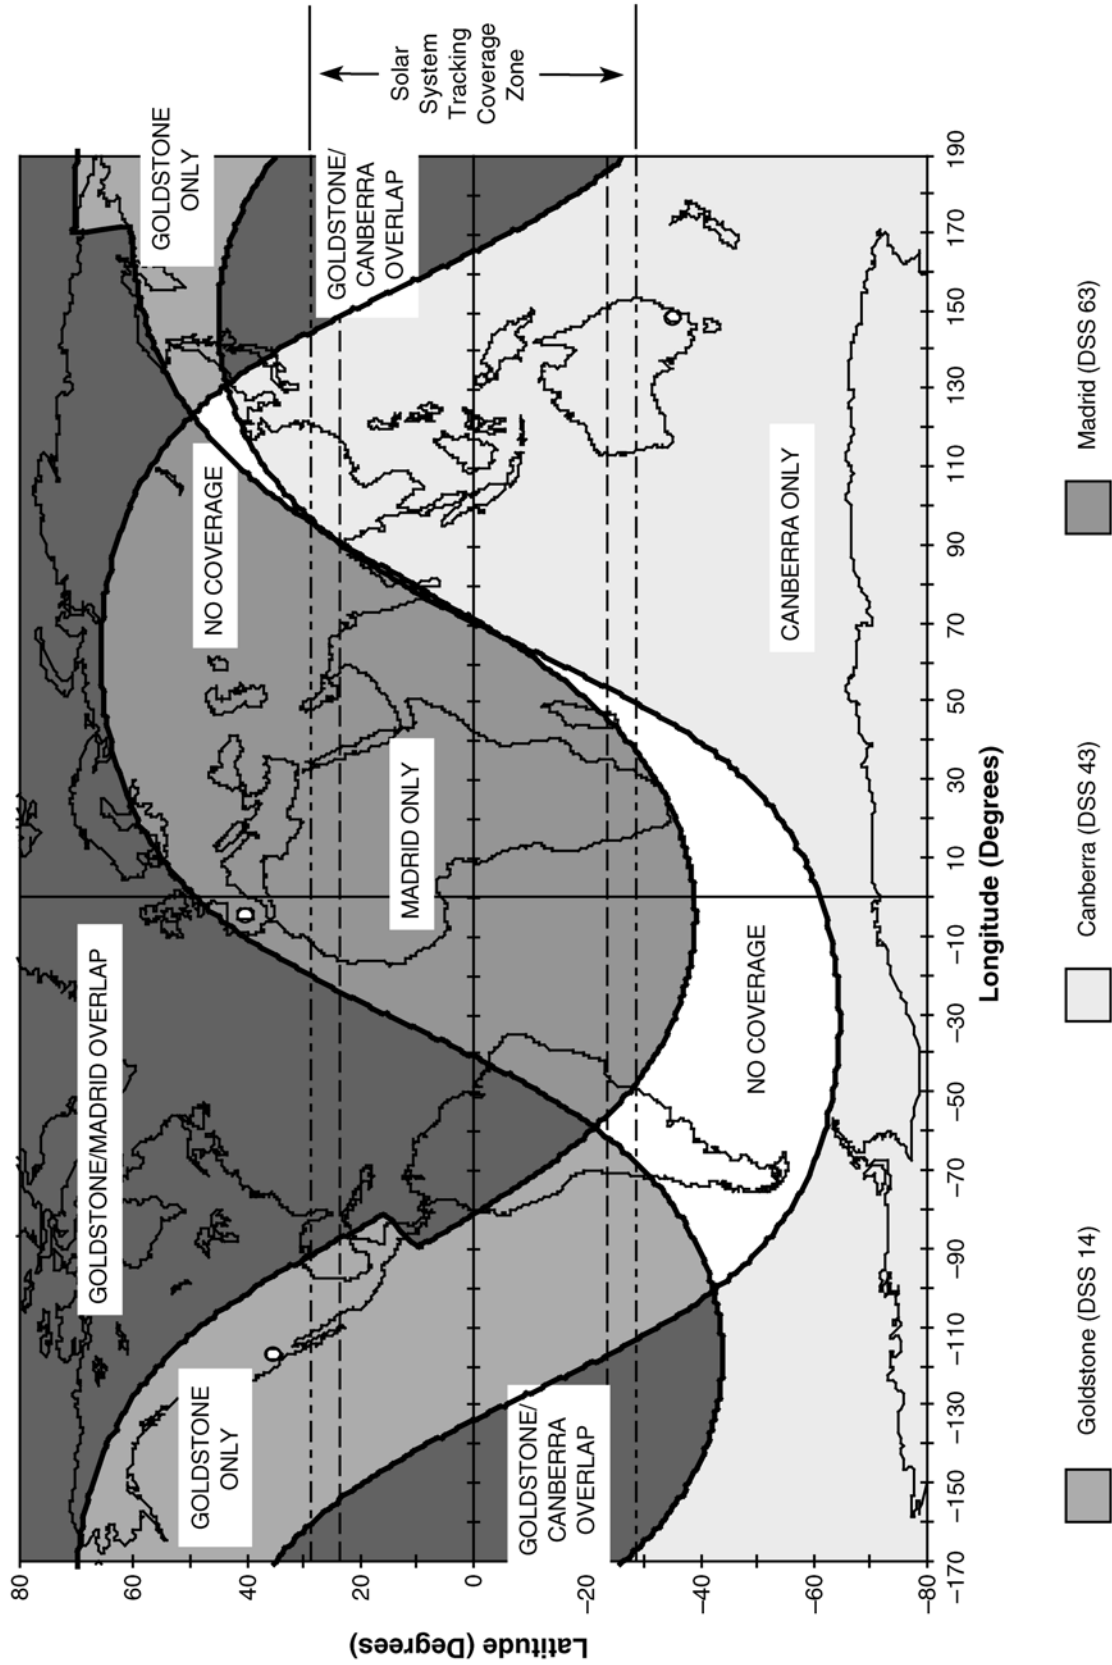 Solar
System
Tracking
Coverage
Zone
GOLDSTONE
ONLY
GOLDSTONE/
CANBERRA
OVERLAP
NO COVERAGE
CANBERRA ONLY
MADRID ONLY
GOLDSTONE/MADRID OVERLAP
NO COVERAGE
GOLDSTONE
ONLY
GOLDSTONE/
CANBERRA
OVERLAP
80
60
40
20
0
–20
–40
–60
–80
Latitude (Degrees)
–170
–150
–130
–110
–90
–70
–50
–30
–10
10
30
50
70
90
110
130
150
170
190
Longitude (Degrees)
Goldstone (DSS 14)
Canberra (DSS 43)
Madrid (DSS 63)